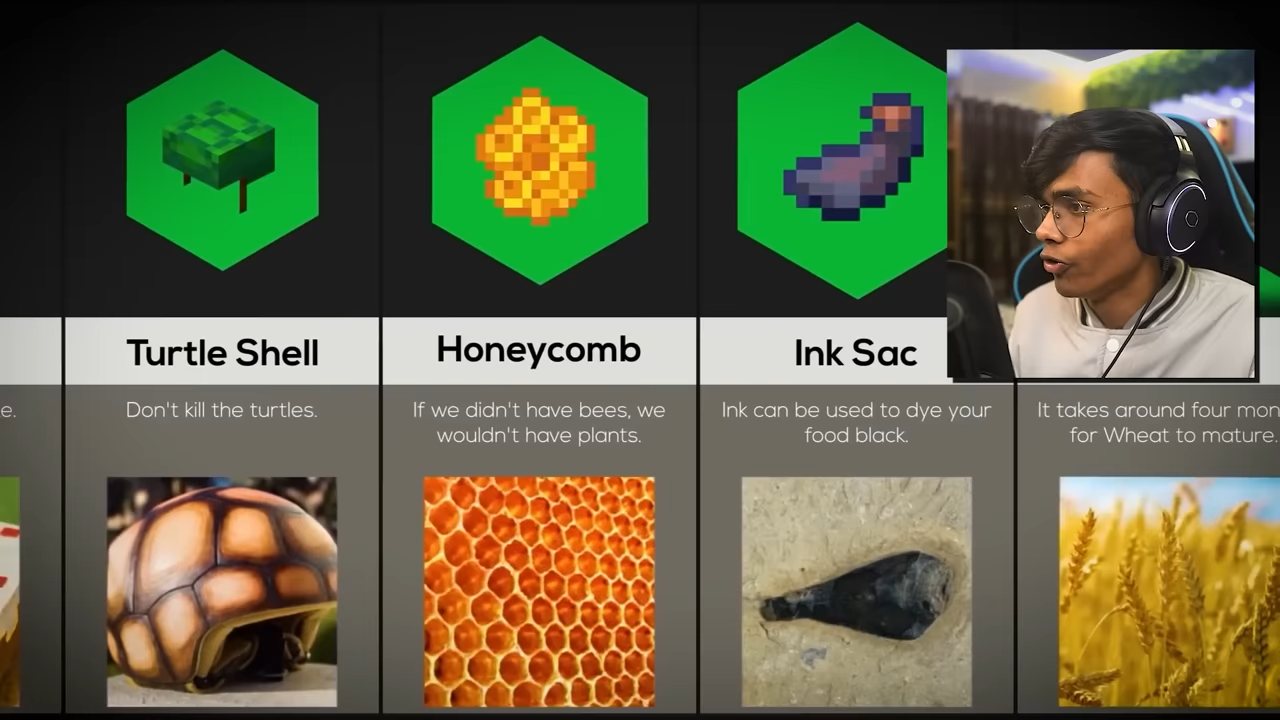 Turtle Shell
Honeycomb
Ink Sac
e.
Don't kill the turtles.
If we didn't have bees, we
wouldn't have plants.
Ink can be used to dye your
food black.
It takes around four mon
for Wheat to mature.